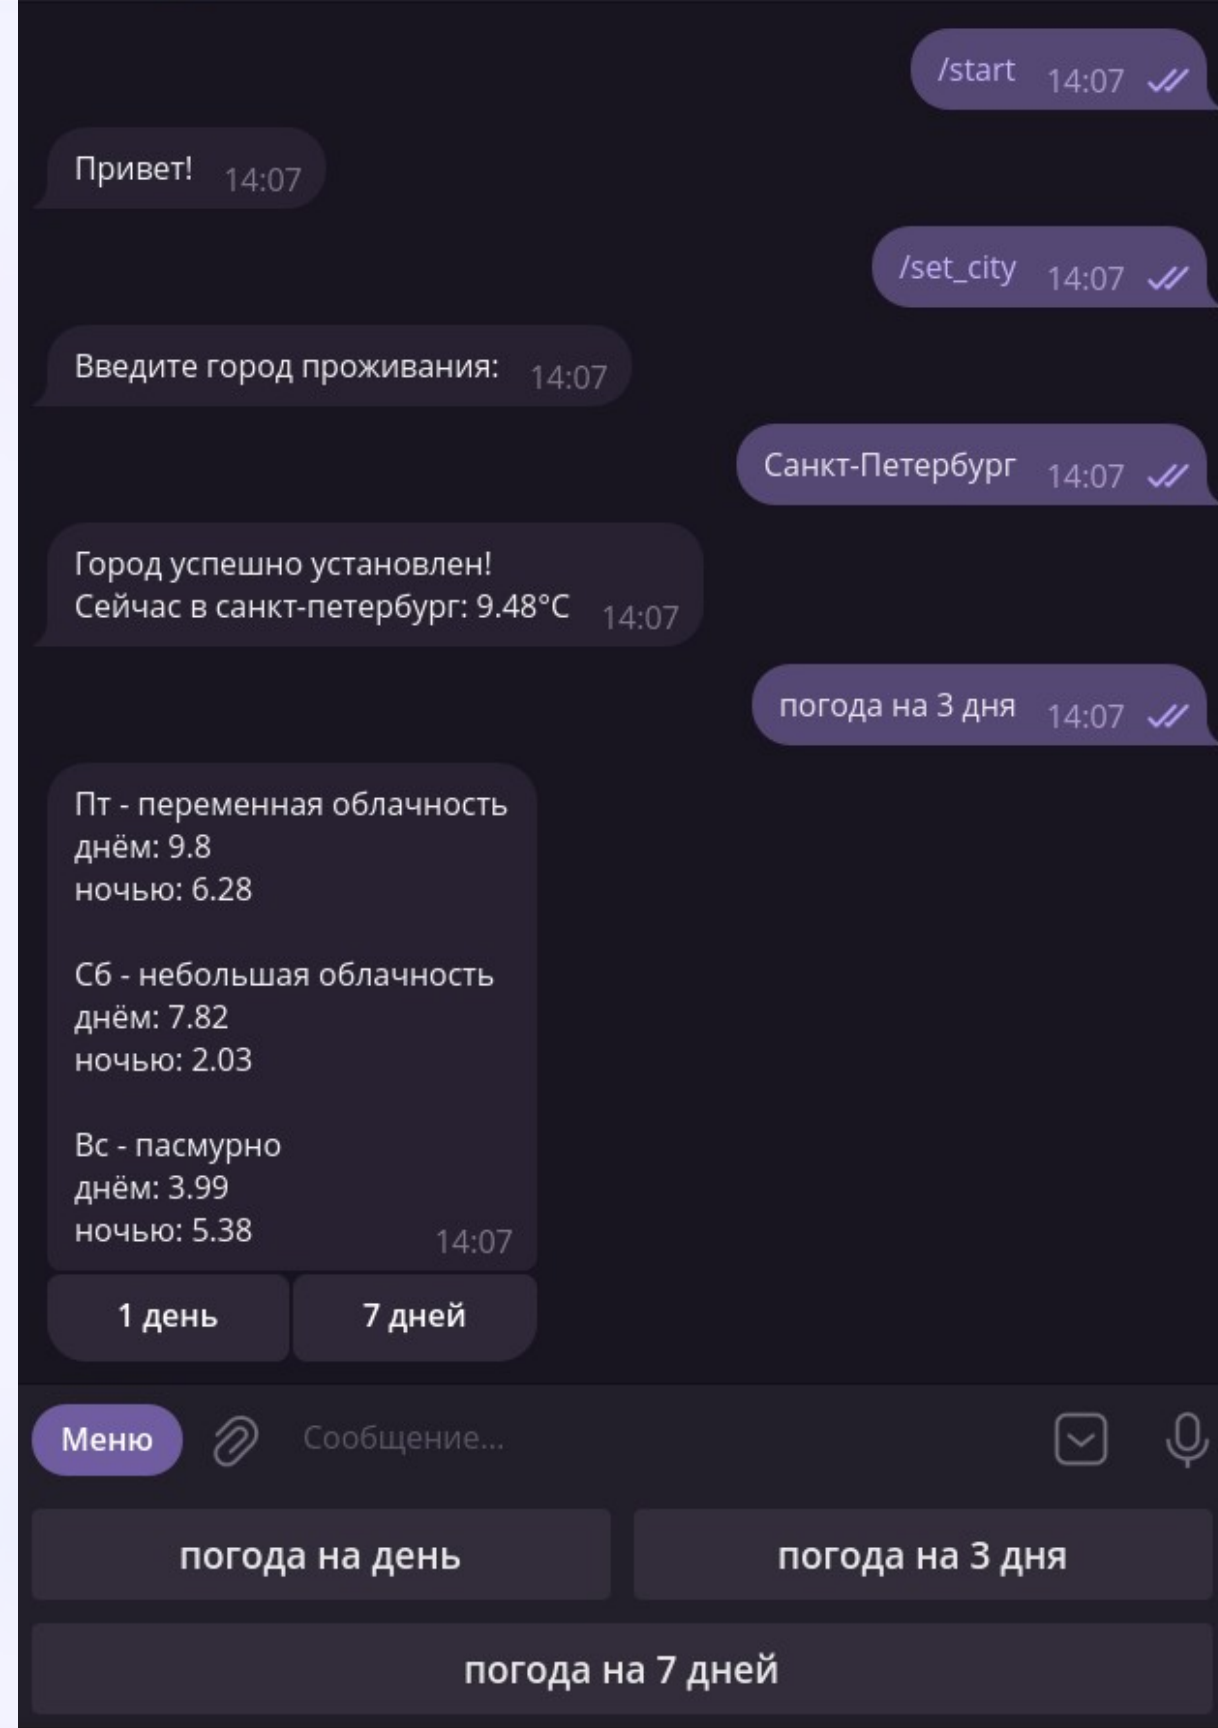 /start 14:07
Привет! 14:07
/set_city 14:07
Введите город проживания: 14:07
Санкт-Петербург 14:07
Город успешно установлен!
Сейчас в санкт-петербург: 9.48°C 14:07
погода на 3 дня 14:07
Пт - переменная облачность
днём: 9.8
ночью: 6.28
Сб - небольшая облачность
днём: 7.82
ночью: 2.03
Вс - пасмурно
днём: 3.99
ночью: 5.38 14:07
1 день 7 дней
Меню Сообщение...
погода на день погода на 3 дня
погода на 7 дней